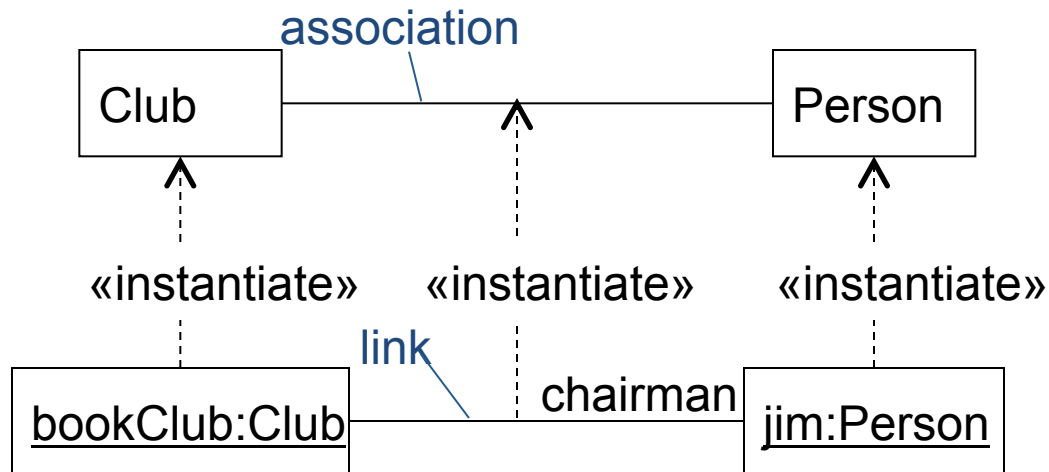 association
Club
Person
«instantiate» «instantiate» «instantiate»
link
chairman
bookClub:Club
jim:Person